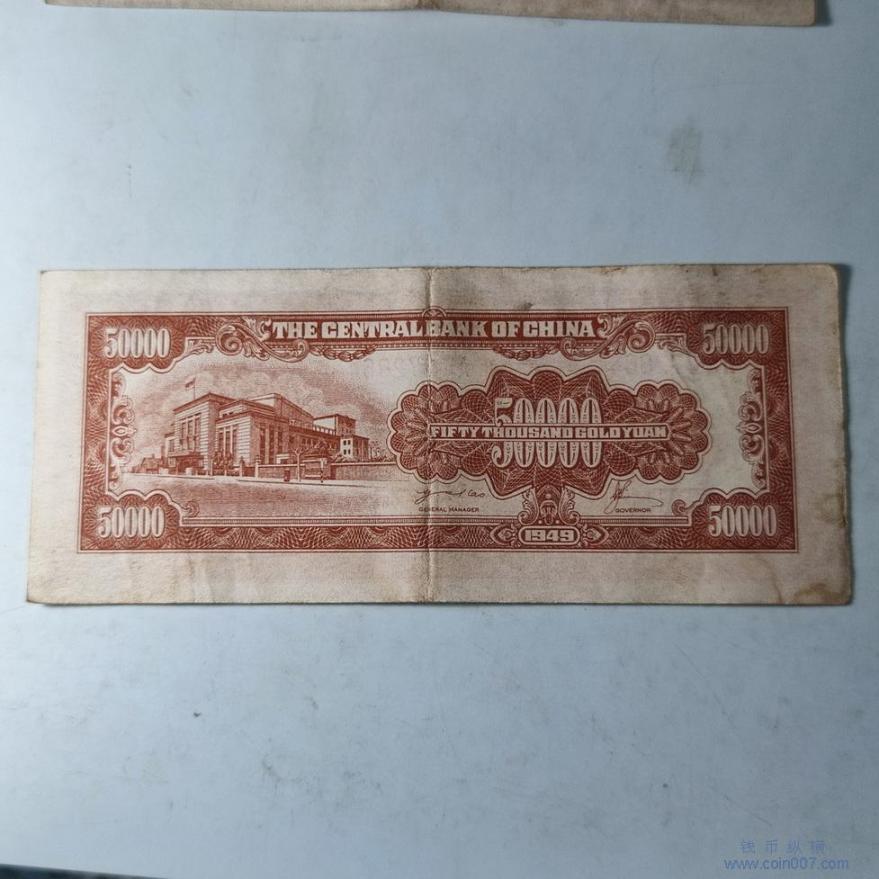 THE CENTRAL BANK OF CHINA
50000
50000
50000
FIFTY THOUSAND GOLD YUAN
GENERAL MANAGER
GOVERNOR
50000
50000
1949
钱币纵横
www.coin007.com